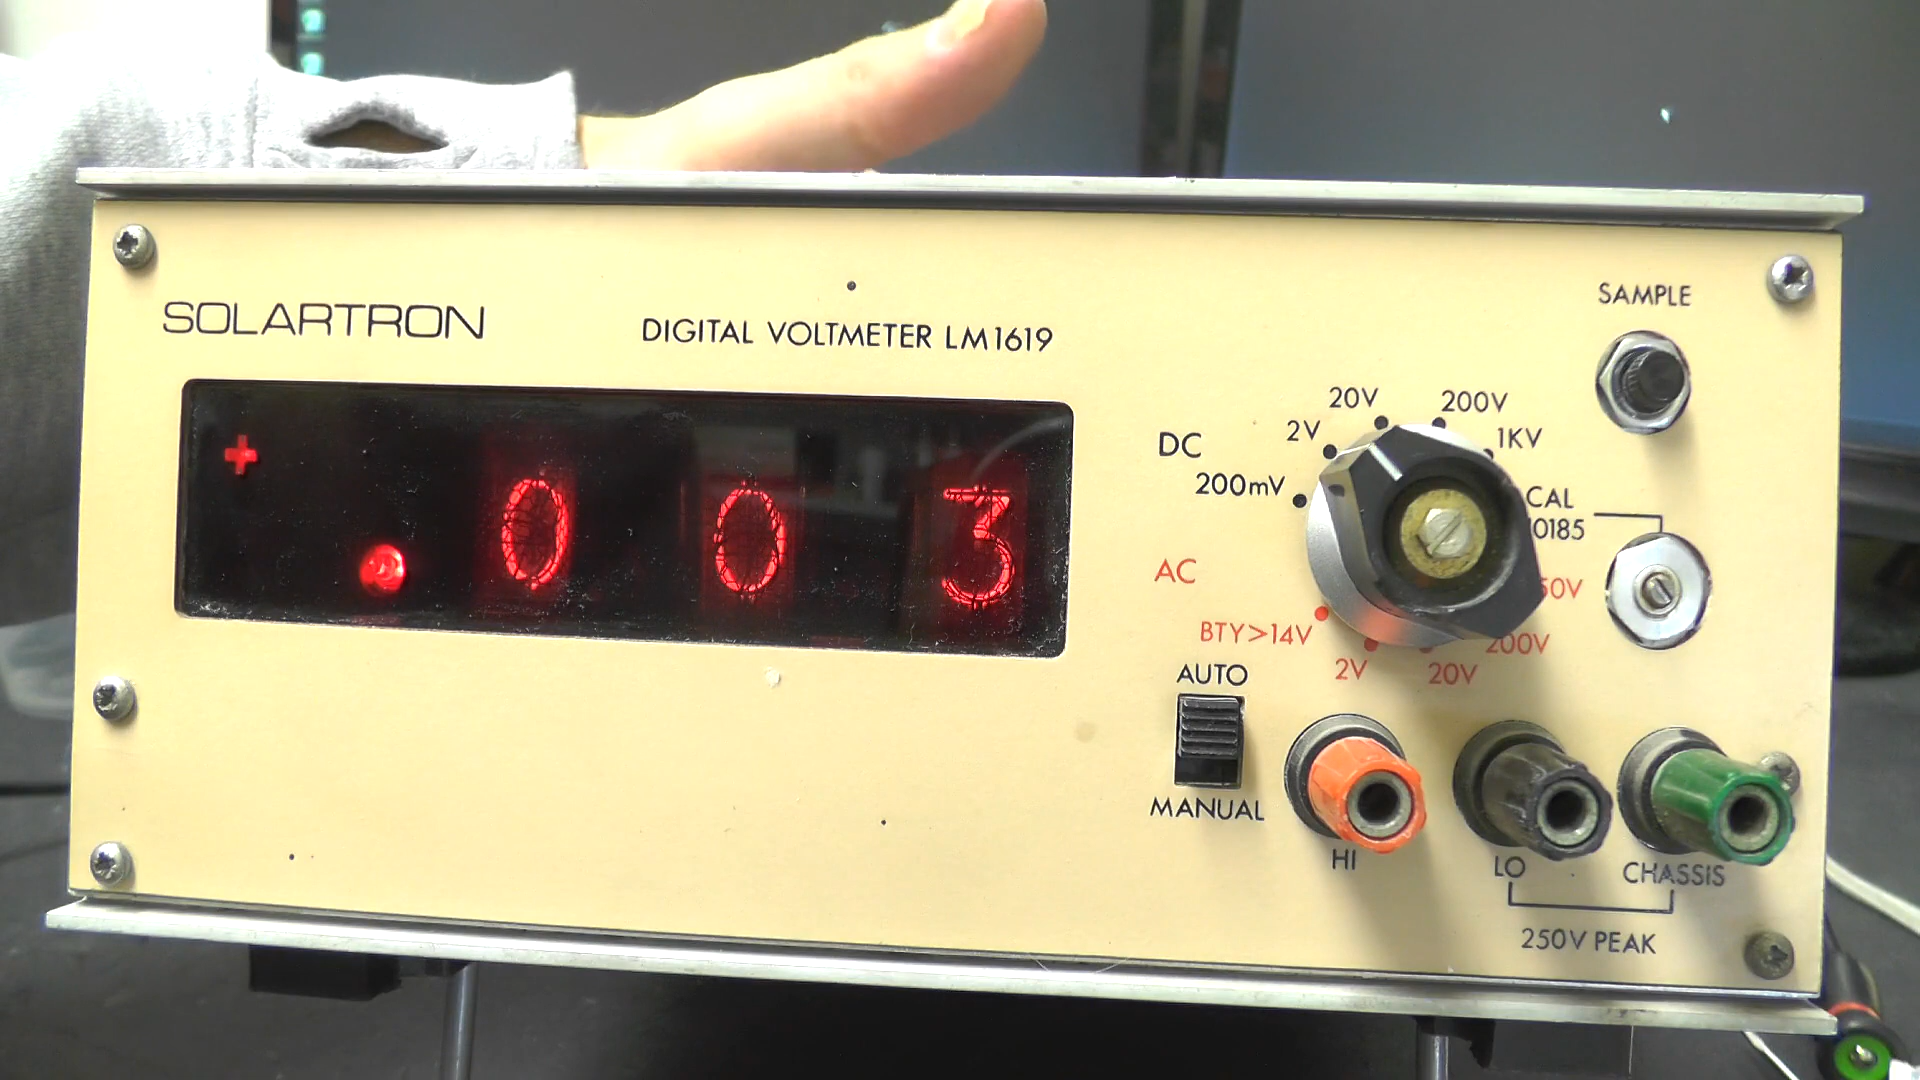 SOLARTRON
DIGITAL VOLTMETER LM1619
SAMPLE
+ .003
DC
200mV
2V
20V
200V
1KV
CAL
AC
BTY>14V
2V
20V
200V
AUTO
MANUAL
HI
LO
CHASSIS
250V PEAK